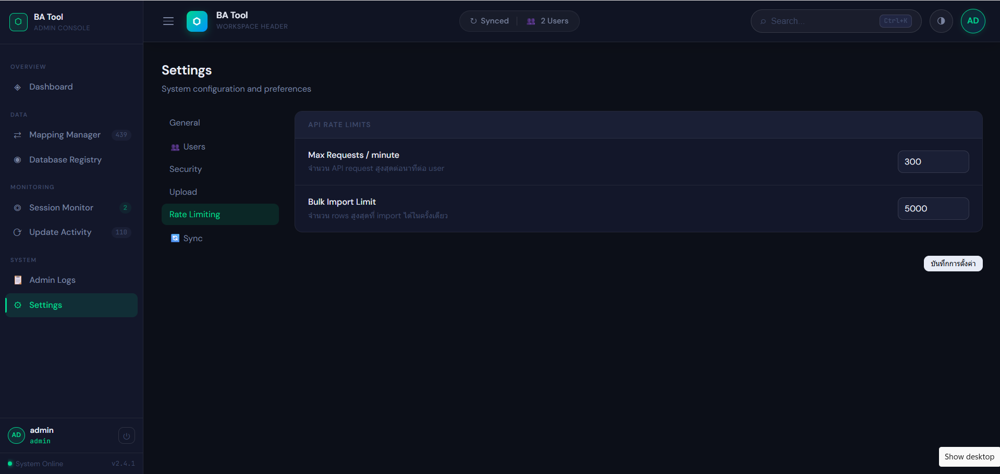 BA Tool
ADMIN CONSOLE
OVERVIEW
Dashboard
DATA
Mapping Manager 439
Database Registry
MONITORING
Session Monitor 2
Update Activity 110
SYSTEM
Admin Logs
Settings
AD
admin
admin
System Online v2.4.1
BA Tool
WORKSPACE HEADER
Synced
2 Users
Search...
Ctrl+K
AD
Settings
System configuration and preferences
General
Users
Security
Upload
Rate Limiting
Sync
API RATE LIMITS
Max Requests / minute
จำนวน API request สูงสุดต่อนาทีต่อ user
300
Bulk Import Limit
จำนวน rows สูงสุดที่ import ได้ในครั้งเดียว
5000
บันทึกการตั้งค่า
Show desktop